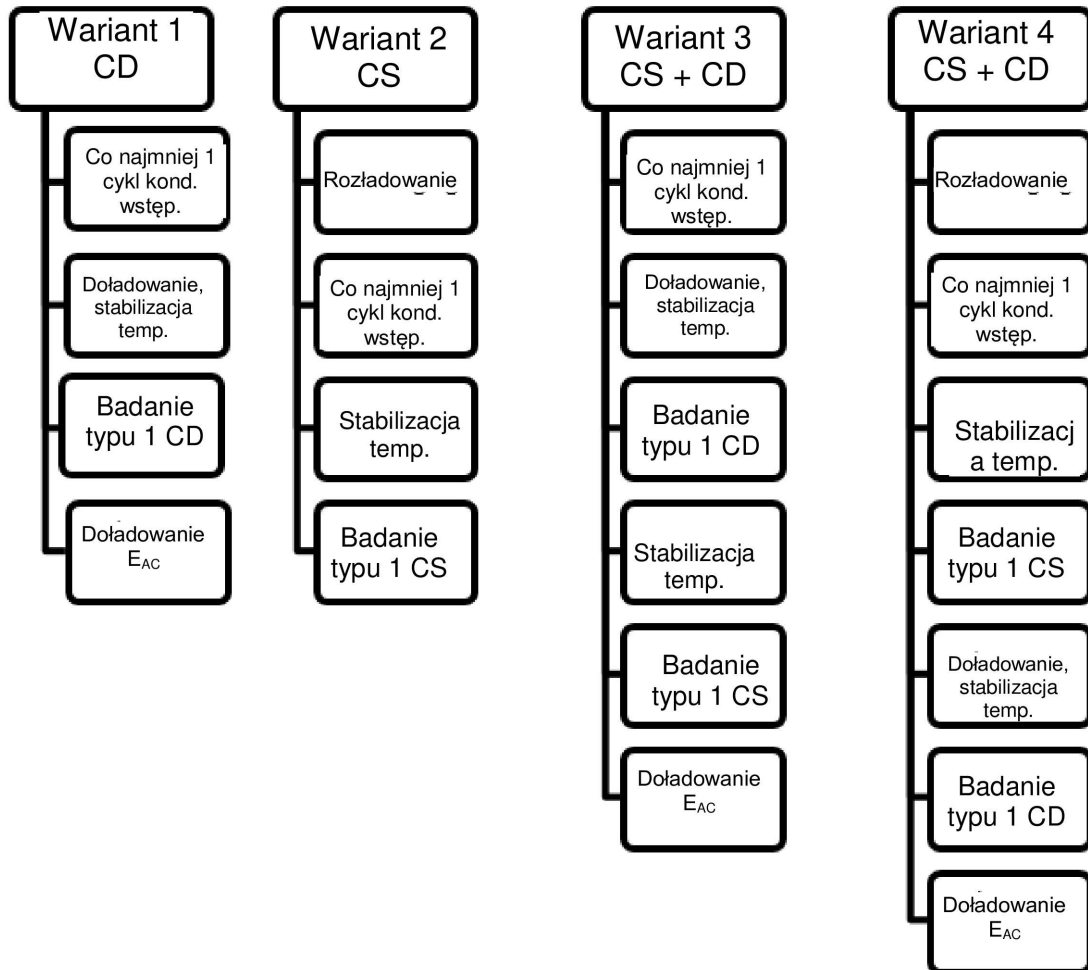 Wariant 1
CD
Co najmniej 1
cykl kond.
wstęp.
Doładowanie,
stabilizacja
temp.
Badanie
typu 1 CD
Doładowanie
EAC
Wariant 2
CS
Rozładowanie
Co najmniej 1
cykl kond.
wstęp.
Stabilizacja
temp.
Badanie
typu 1 CS
Wariant 3
CS + CD
Co najmniej 1
cykl kond.
wstęp.
Doładowanie,
stabilizacja
temp.
Badanie
typu 1 CD
Stabilizacja
temp.
Badanie
typu 1 CS
Doładowanie
EAC
Wariant 4
CS + CD
Rozładowanie
Co najmniej 1
cykl kond.
wstęp.
Stabilizacj
a temp.
Badanie
typu 1 CS
Doładowanie,
stabilizacja
temp.
Badanie
typu 1 CD
Doładowanie
EAC